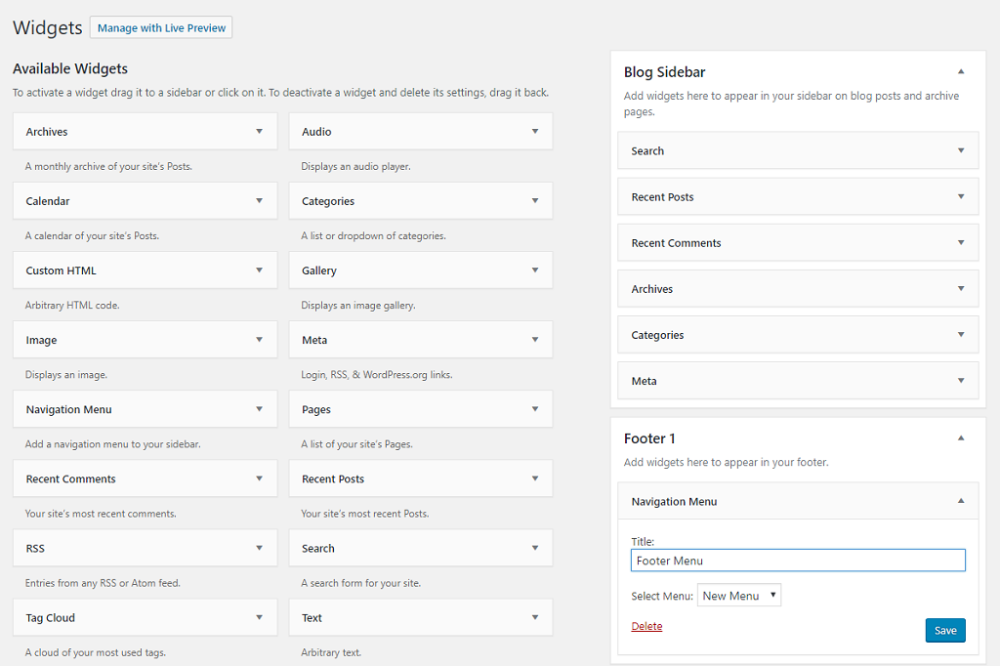 Widgets Manage with Live Preview
Available Widgets
To activate a widget drag it to a sidebar or click on it. To deactivate a widget and delete its settings, drag it back.
Archives
A monthly archive of your site's Posts.
Audio
Displays an audio player.
Calendar
A calendar of your site's Posts.
Categories
A list or dropdown of categories.
Custom HTML
Arbitrary HTML code.
Gallery
Displays an image gallery.
Image
Displays an image.
Meta
Login, RSS, & WordPress.org links.
Navigation Menu
Add a navigation menu to your sidebar.
Pages
A list of your site's Pages.
Recent Comments
Your site's most recent comments.
Recent Posts
Your site's most recent Posts.
RSS
Entries from any RSS or Atom feed.
Search
A search form for your site.
Tag Cloud
A cloud of your most used tags.
Text
Arbitrary text.
Blog Sidebar
Add widgets here to appear in your sidebar on blog posts and archive
pages.
Search
Recent Posts
Recent Comments
Archives
Categories
Meta
Footer 1
Add widgets here to appear in your footer.
Navigation Menu
Title:
Footer Menu
Select Menu: New Menu
Delete
Save